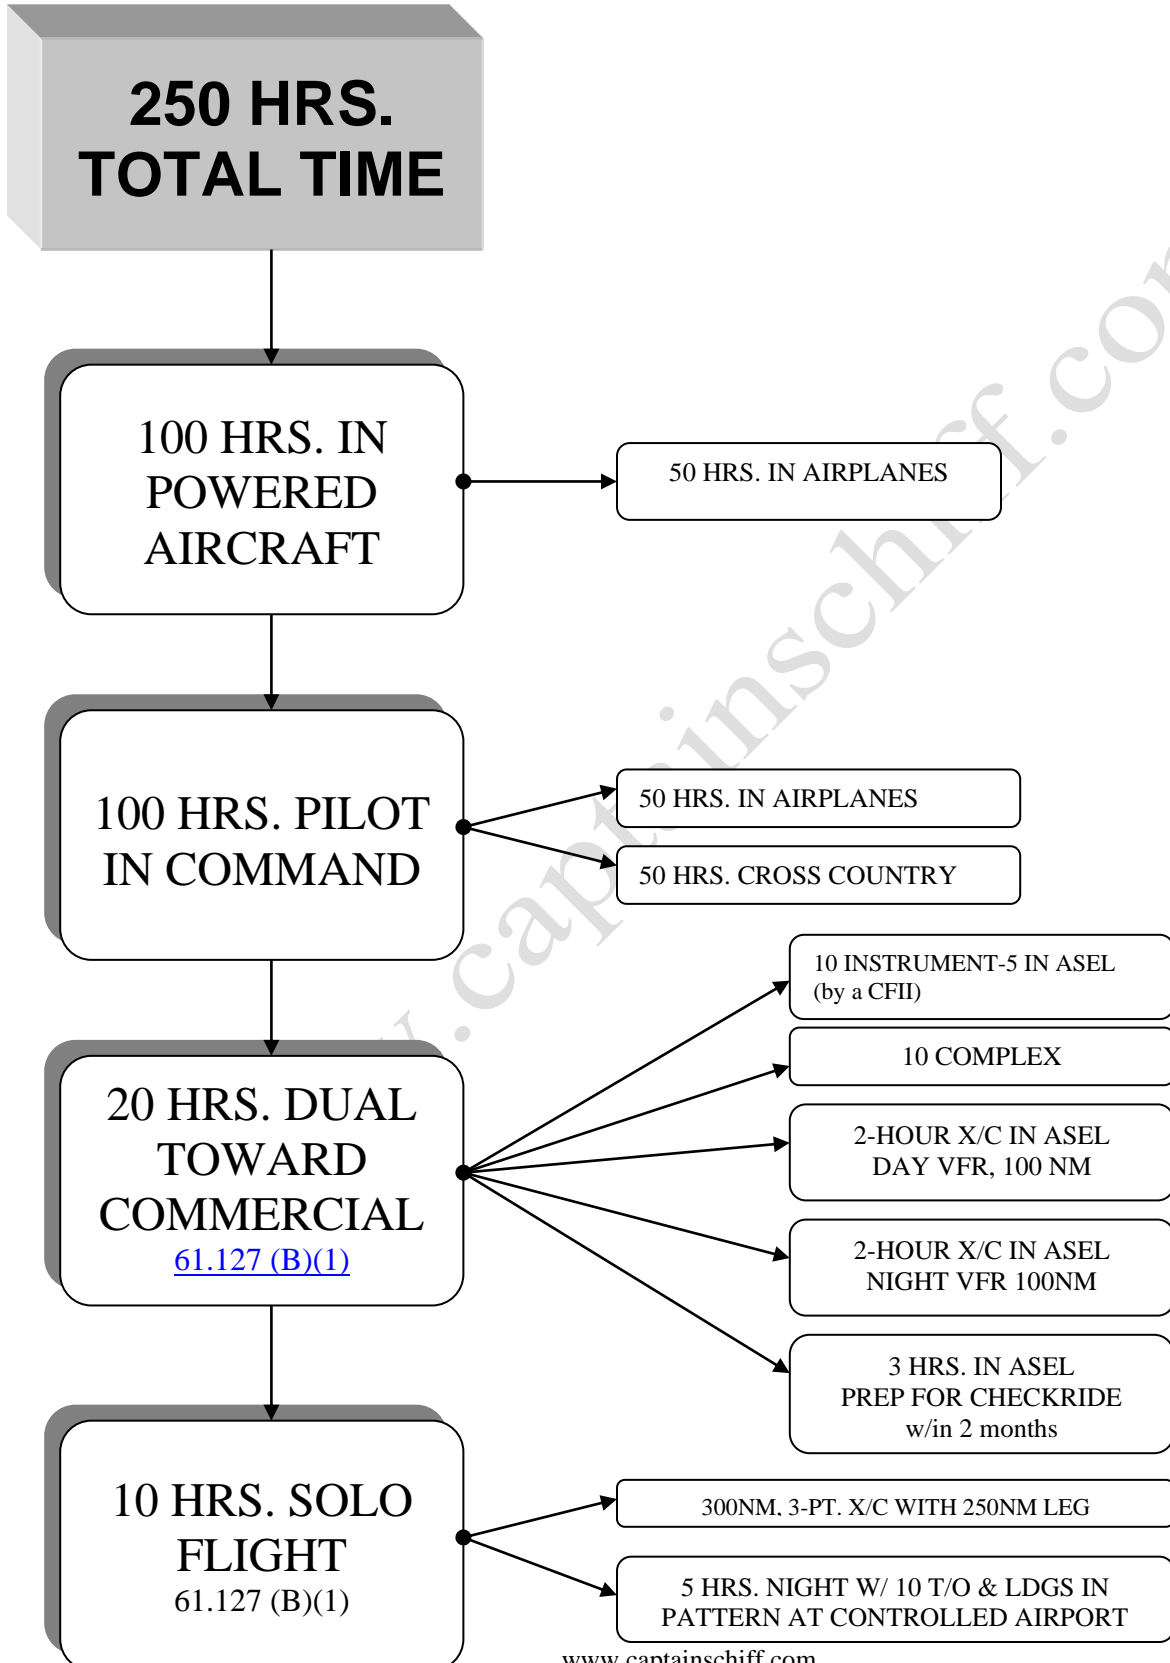 250 HRS.
TOTAL TIME
100 HRS. IN
POWERED
AIRCRAFT
50 HRS. IN AIRPLANES
100 HRS. PILOT
IN COMMAND
50 HRS. IN AIRPLANES
50 HRS. CROSS COUNTRY
20 HRS. DUAL
TOWARD
COMMERCIAL
61.127 (B)(1)
10 INSTRUMENT-5 IN ASEL
(by a CFII)
10 COMPLEX
2-HOUR X/C IN ASEL
DAY VFR, 100 NM
2-HOUR X/C IN ASEL
NIGHT VFR 100NM
3 HRS. IN ASEL
PREP FOR CHECKRIDE
w/in 2 months
10 HRS. SOLO
FLIGHT
61.127 (B)(1)
300NM, 3-PT. X/C WITH 250NM LEG
5 HRS. NIGHT W/ 10 T/O & LDGS IN
PATTERN AT CONTROLLED AIRPORT
www.captainschiff.com
.captainschiff.com